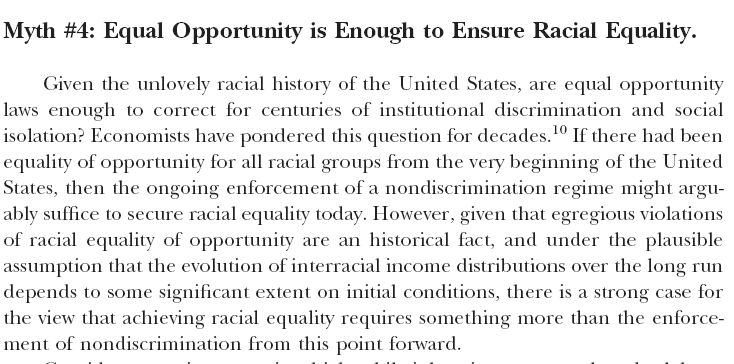 Myth #4: Equal Opportunity is Enough to Ensure Racial Equality.
Given the unlovely racial history of the United States, are equal opportunity
laws enough to correct for centuries of institutional discrimination and social
isolation? Economists have pondered this question for decades.¹⁰ If there had been
equality of opportunity for all racial groups from the very beginning of the United
States, then the ongoing enforcement of a nondiscrimination regime might argu-
ably suffice to secure racial equality today. However, given that egregious violations
of racial equality of opportunity are an historical fact, and under the plausible
assumption that the evolution of interracial income distributions over the long run
depends to some significant extent on initial conditions, there is a strong case for
the view that achieving racial equality requires something more than the enforce-
ment of nondiscrimination from this point forward.